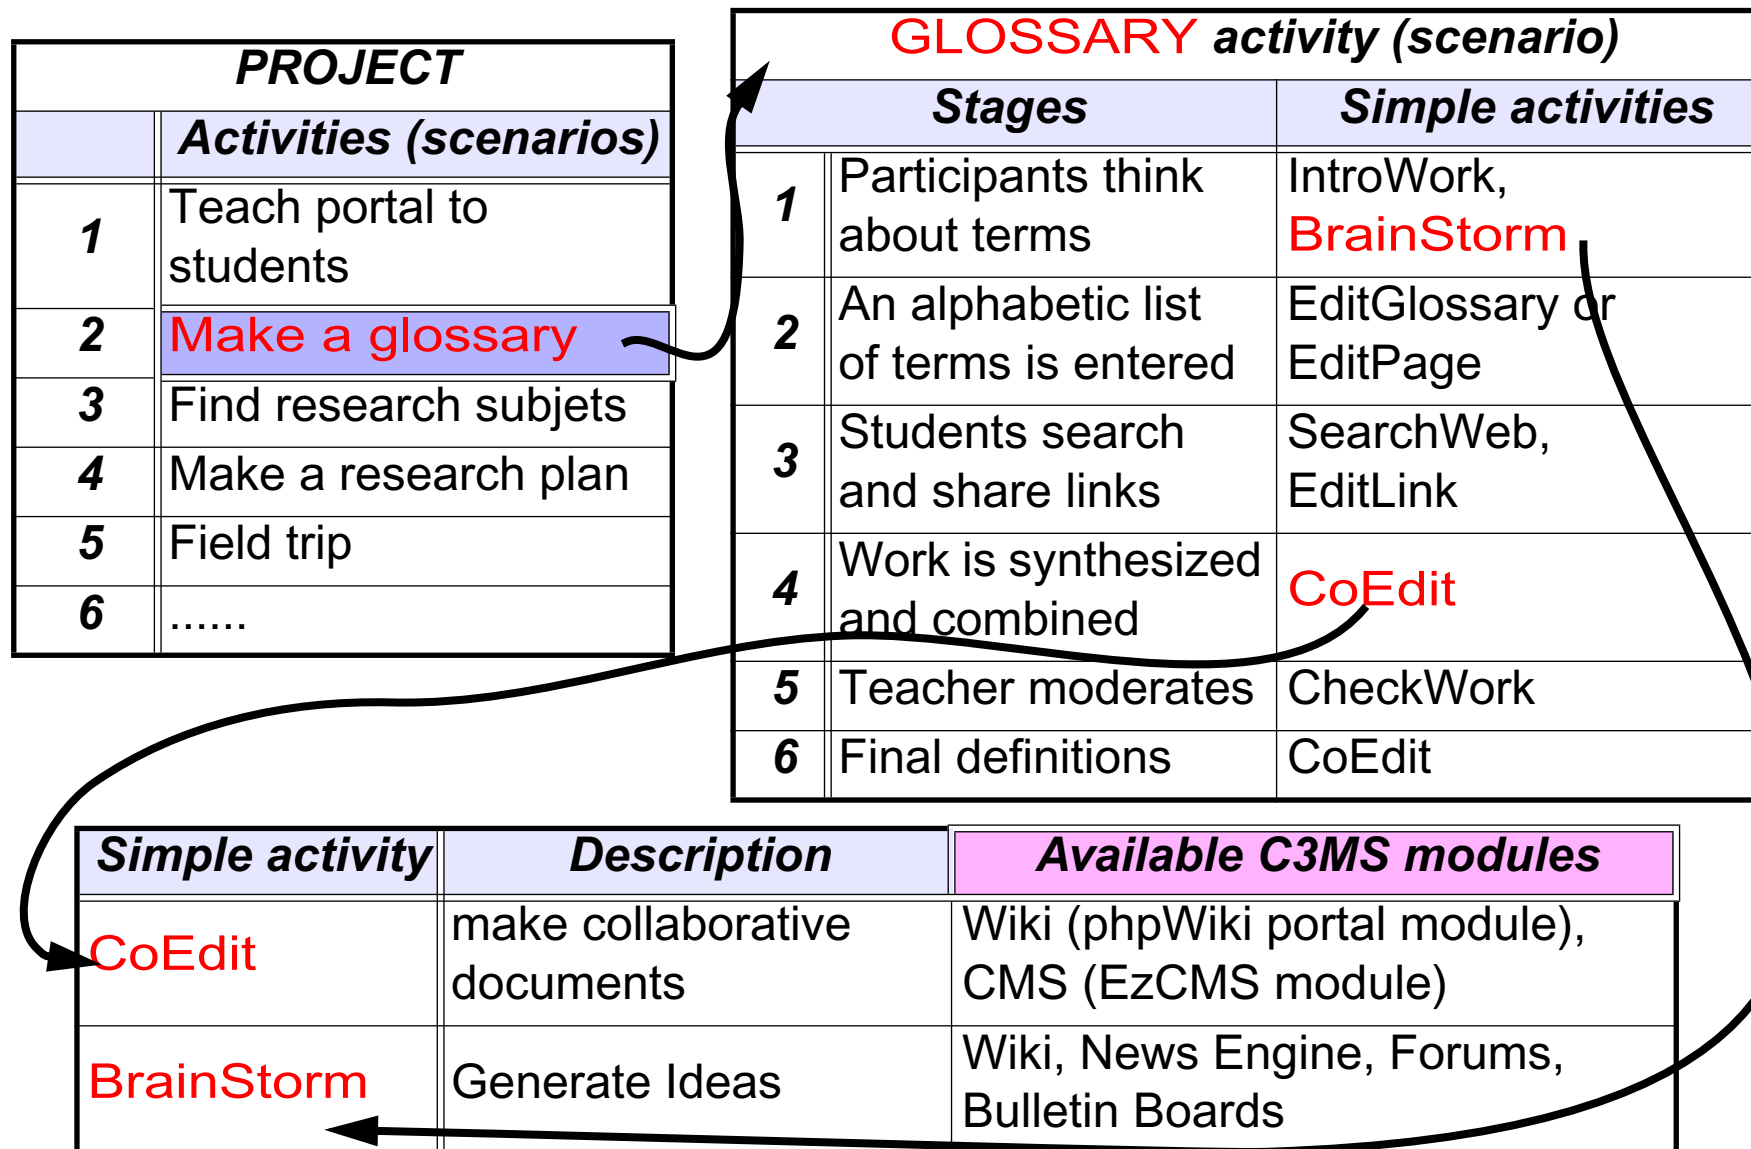 PROJECT
Activities (scenarios)
1
Teach portal to
students
2
Make a glossary
3
Find research subjets
4
Make a research plan
5
Field trip
6
......
GLOSSARY activity (scenario)
Stages
Simple activities
1
Participants think
about terms
IntroWork,
BrainStorm
2
An alphabetic list
of terms is entered
EditGlossary or
EditPage
3
Students search
and share links
SearchWeb,
EditLink
4
Work is synthesized
and combined
CoEdit
5
Teacher moderates
CheckWork
6
Final definitions
CoEdit
Simple activity
Description
Available C3MS modules
CoEdit
make collaborative
documents
Wiki (phpWiki portal module),
CMS (EzCMS module)
BrainStorm
Generate Ideas
Wiki, News Engine, Forums,
Bulletin Boards